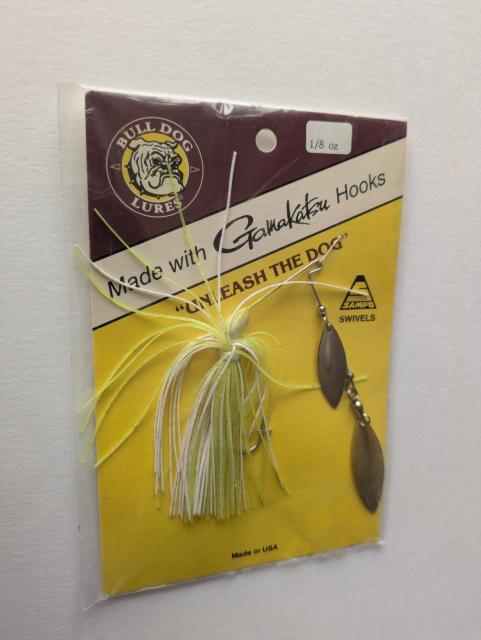 BULL DOG
LURES
1/8 oz
Made with Gamakatsu Hooks
"UNLEASH THE DOG"
SAMPO
SWIVELS
Made in USA